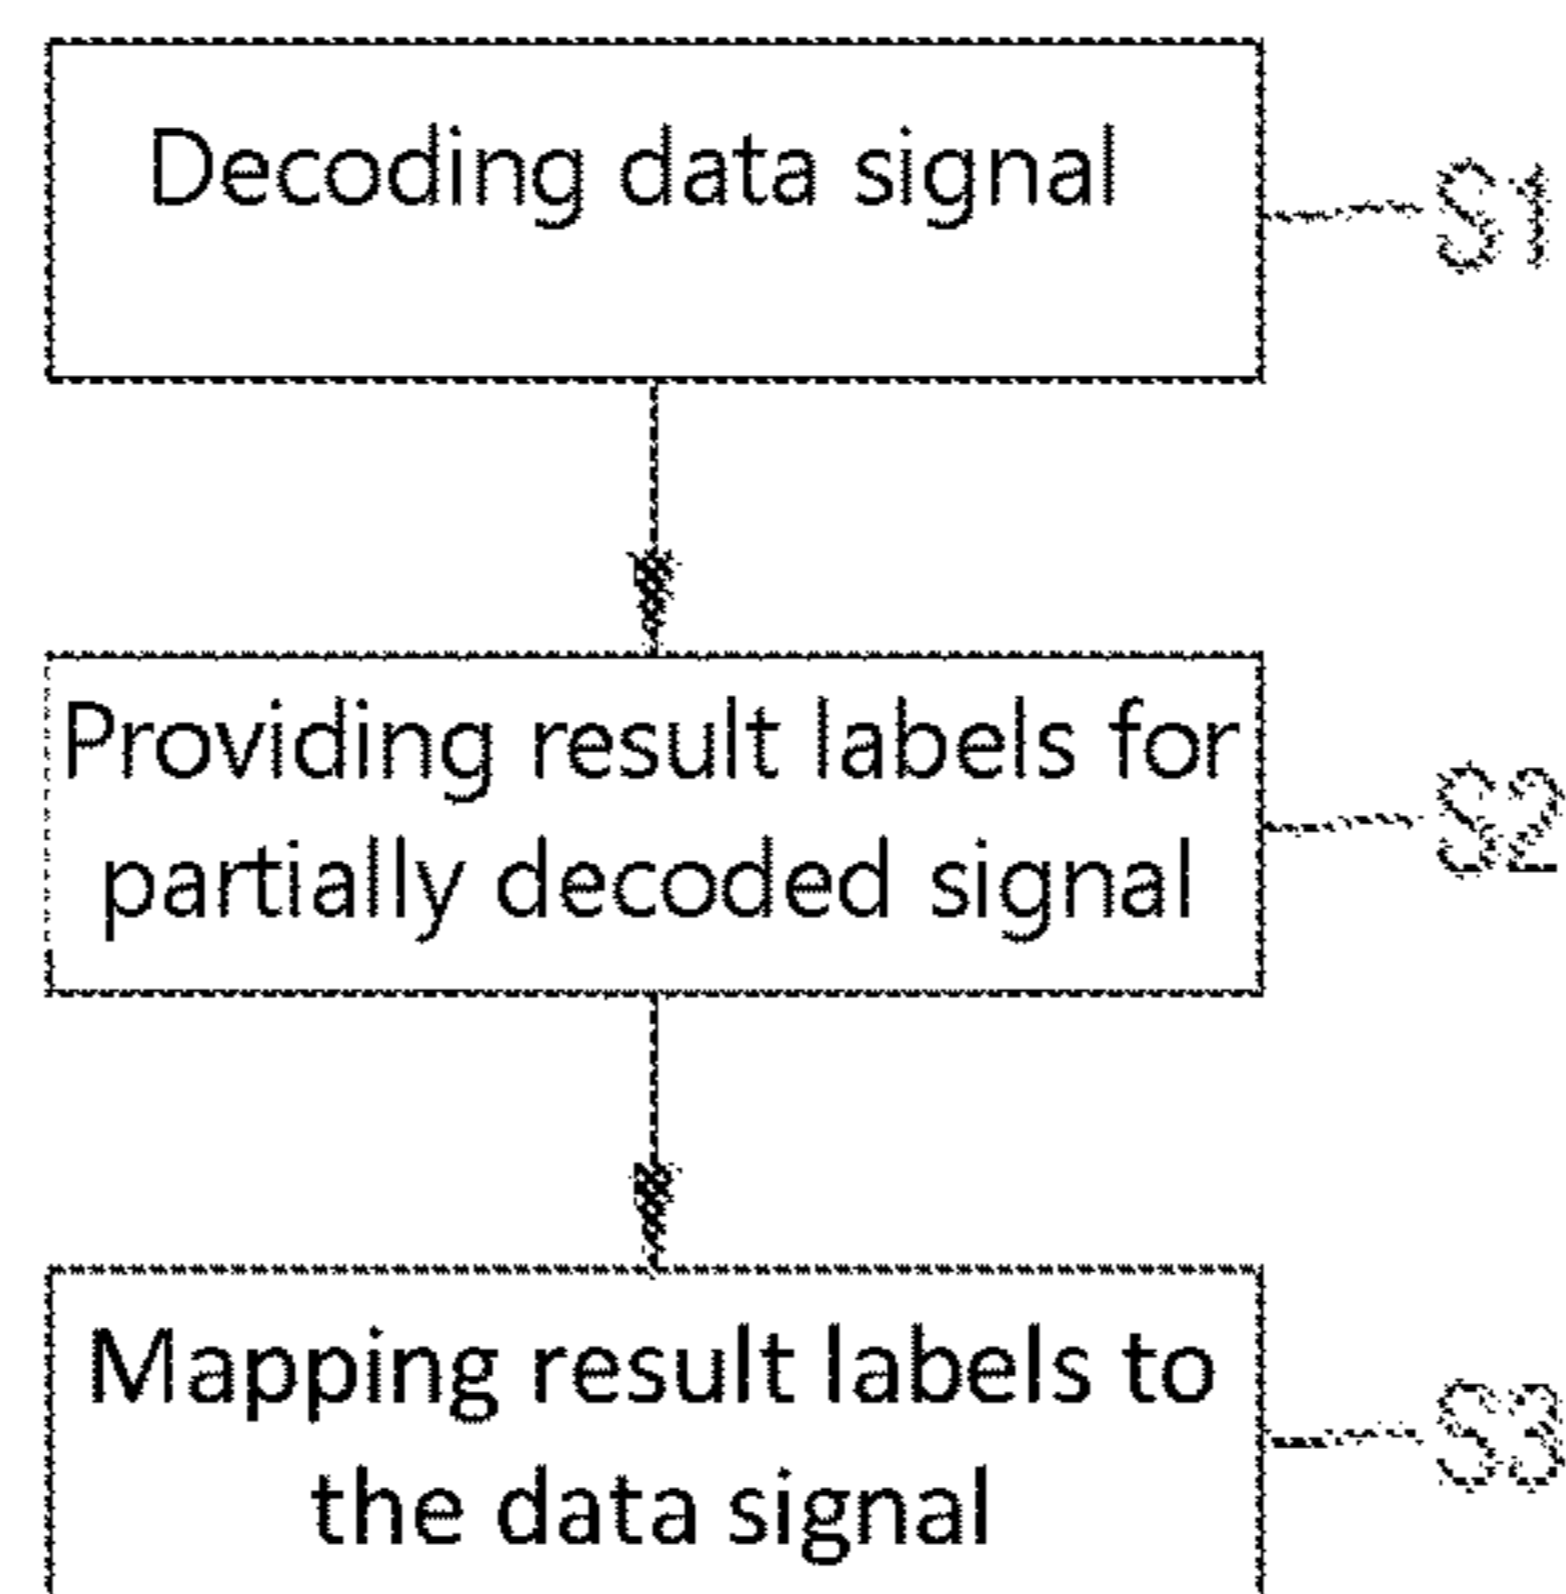 Decoding data signal
S1
Providing result labels for
partially decoded signal
S2
Mapping result labels to
the data signal
S3